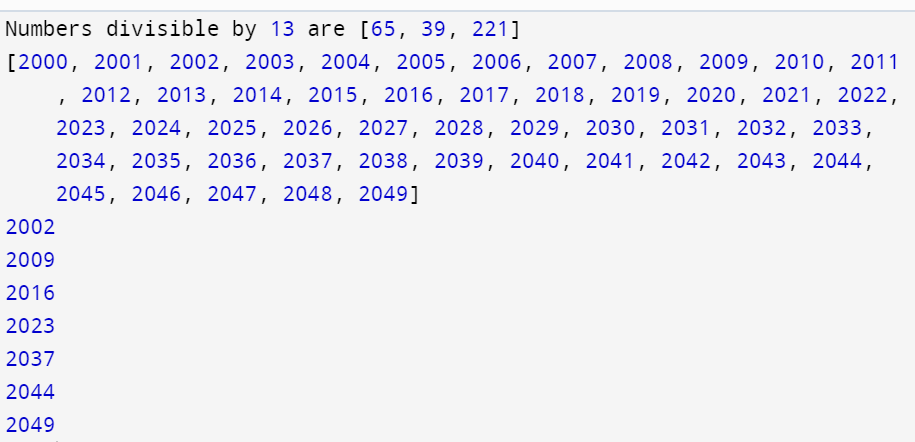 Numbers divisible by 13 are [65, 39, 221]
[2000, 2001, 2002, 2003, 2004, 2005, 2006, 2007, 2008, 2009, 2010, 2011
, 2012, 2013, 2014, 2015, 2016, 2017, 2018, 2019, 2020, 2021, 2022,
2023, 2024, 2025, 2026, 2027, 2028, 2029, 2030, 2031, 2032, 2033,
2034, 2035, 2036, 2037, 2038, 2039, 2040, 2041, 2042, 2043, 2044,
2045, 2046, 2047, 2048, 2049]
2002
2009
2016
2023
2037
2044
2049